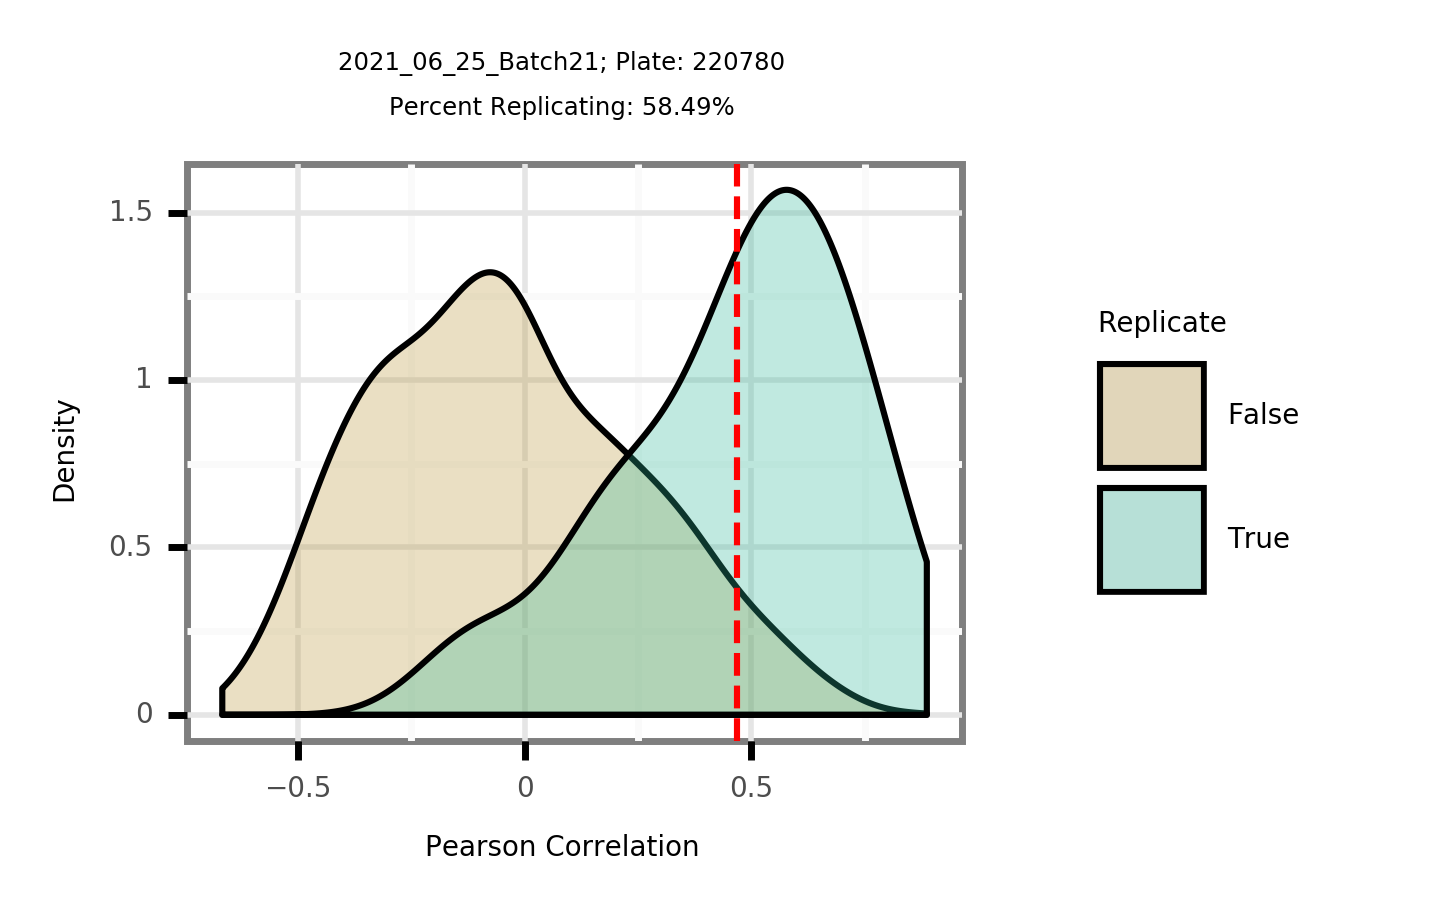 2021_06_25_Batch21; Plate: 220780
Percent Replicating: 58.49%
1.5
1
0.5
0
Density
−0.5
0
0.5
Pearson Correlation
Replicate
False
True